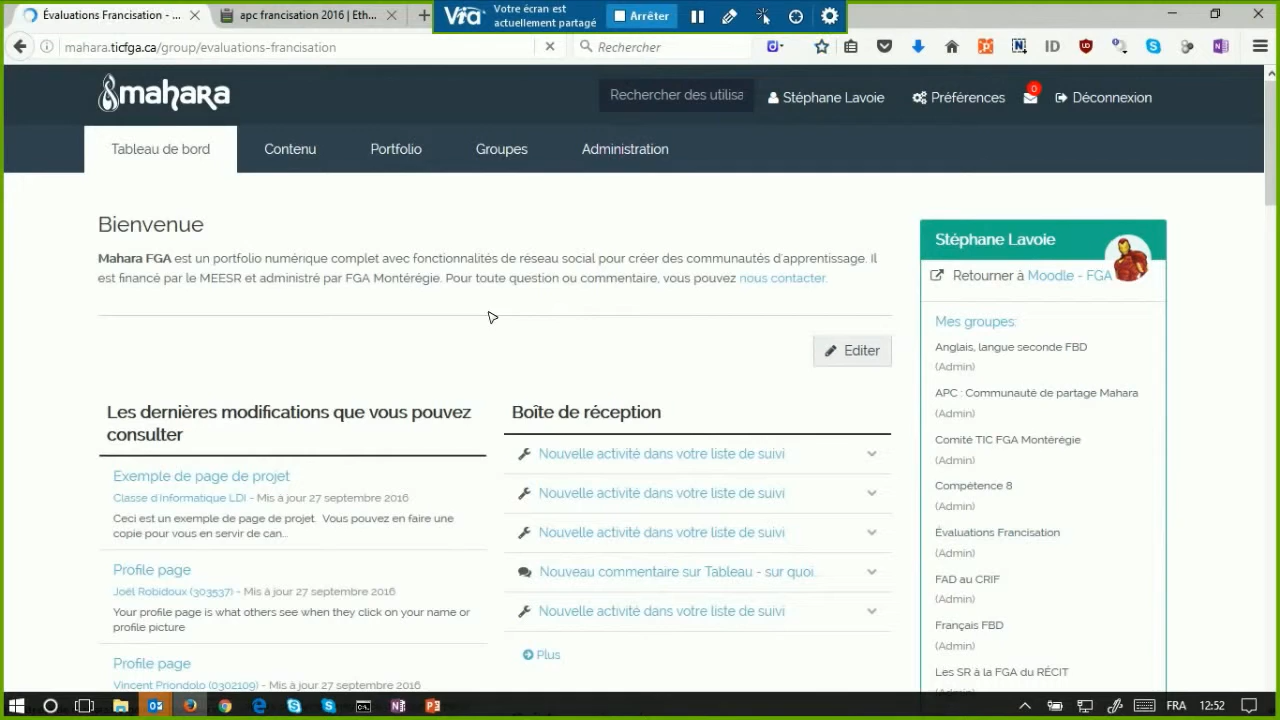 Évaluations Francisation - ...
apc francisation 2016 | Eth...
Via
Votre écran est
actuellement partagé
Arrêter
mahara.ticfga.ca/group/evaluations-francisation
Rechercher
ID
mahara
Rechercher des utilisa
Stéphane Lavoie
Préférences
0
Déconnexion
Tableau de bord
Contenu
Portfolio
Groupes
Administration
Bienvenue
Mahara FGA est un portfolio numérique complet avec fonctionnalités de réseau social pour créer des communautés d'apprentissage. Il
est financé par le MEESR et administré par FGA Montérégie. Pour toute question ou commentaire, vous pouvez nous contacter.
Editer
Les dernières modifications que vous pouvez
consulter
Exemple de page de projet
Classe d'Informatique LDI - Mis à jour 27 septembre 2016
Ceci est un exemple de page de projet. Vous pouvez en faire une
copie pour vous en servir de can...
Profile page
Joël Robidoux (303537) - Mis à jour 27 septembre 2016
Your profile page is what others see when they click on your name or
profile picture
Profile page
Vincent Priondolo (0302109) - Mis à jour 27 septembre 2016
Boîte de réception
Nouvelle activité dans votre liste de suivi
Nouvelle activité dans votre liste de suivi
Nouvelle activité dans votre liste de suivi
Nouveau commentaire sur Tableau - sur quoi...
Nouvelle activité dans votre liste de suivi
Plus
Stéphane Lavoie
Retourner à Moodle - FGA
Mes groupes:
Anglais, langue seconde FBD
(Admin)
APC : Communauté de partage Mahara
(Admin)
Comité TIC FGA Montérégie
(Admin)
Compétence 8
(Admin)
Évaluations Francisation
(Admin)
FAD au CRIF
(Admin)
Français FBD
(Admin)
Les SR à la FGA du RÉCIT
FRA
12:52